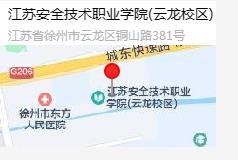 江苏安全技术职业学院(云龙校区)
江苏省徐州市云龙区铜山路381号
城东快速路
G206
江苏安全技术职业
学院(云龙校区)
徐州市东方
人民医院